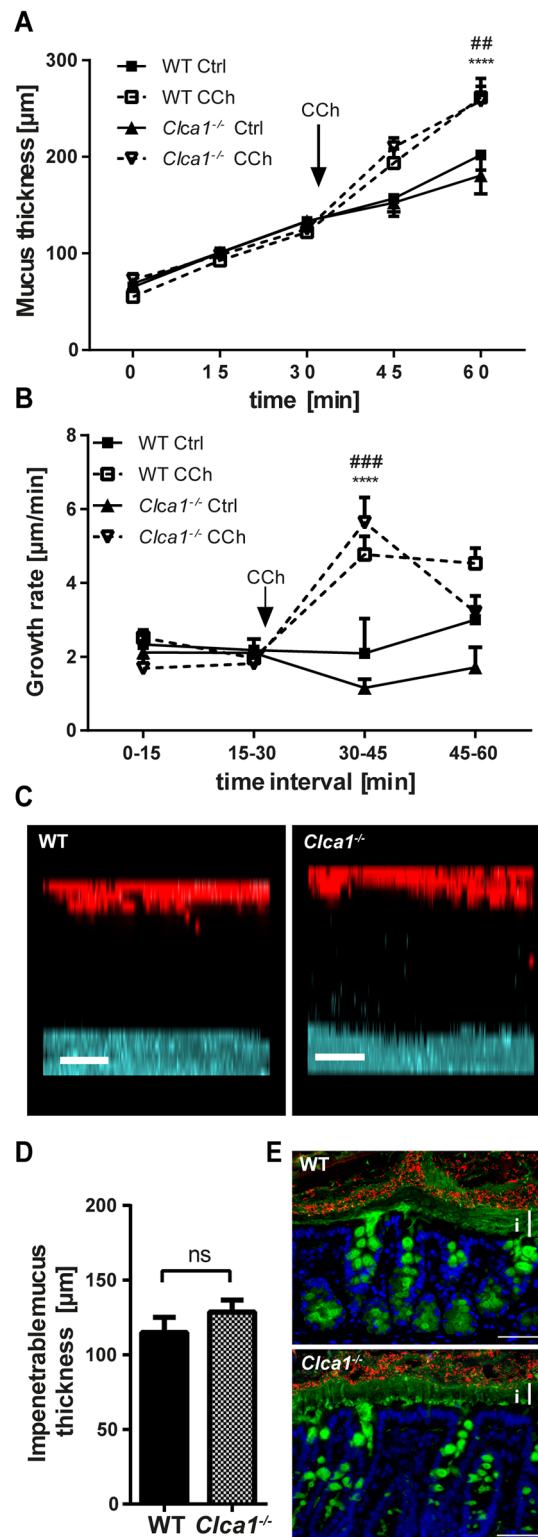 A
Mucus thickness [µm]
300
200
100
0
WT Ctrl
WT CCh
Clca1-/- Ctrl
Clca1-/- CCh
CCh
##
****
0
15
30
45
60
time [min]
B
Growth rate [µm/min]
8
6
4
2
0
WT Ctrl
WT CCh
Clca1-/- Ctrl
Clca1-/- CCh
CCh
###
****
0-15
15-30
30-45
45-60
time interval [min]
C
WT
Clca1-/-
D
Impenetrablemucus
thickness [µm]
200
150
100
50
0
ns
WT
Clca1-/-
E
WT
i
Clca1-/-
i